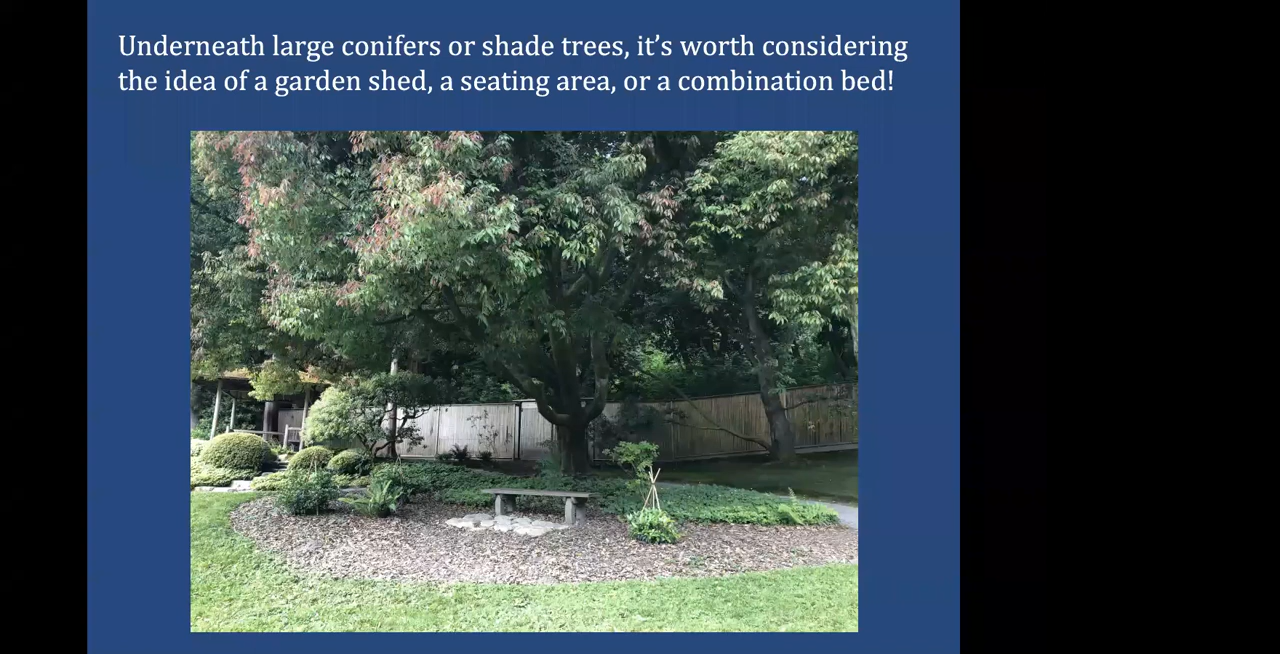 Underneath large conifers or shade trees, it’s worth considering
the idea of a garden shed, a seating area, or a combination bed!